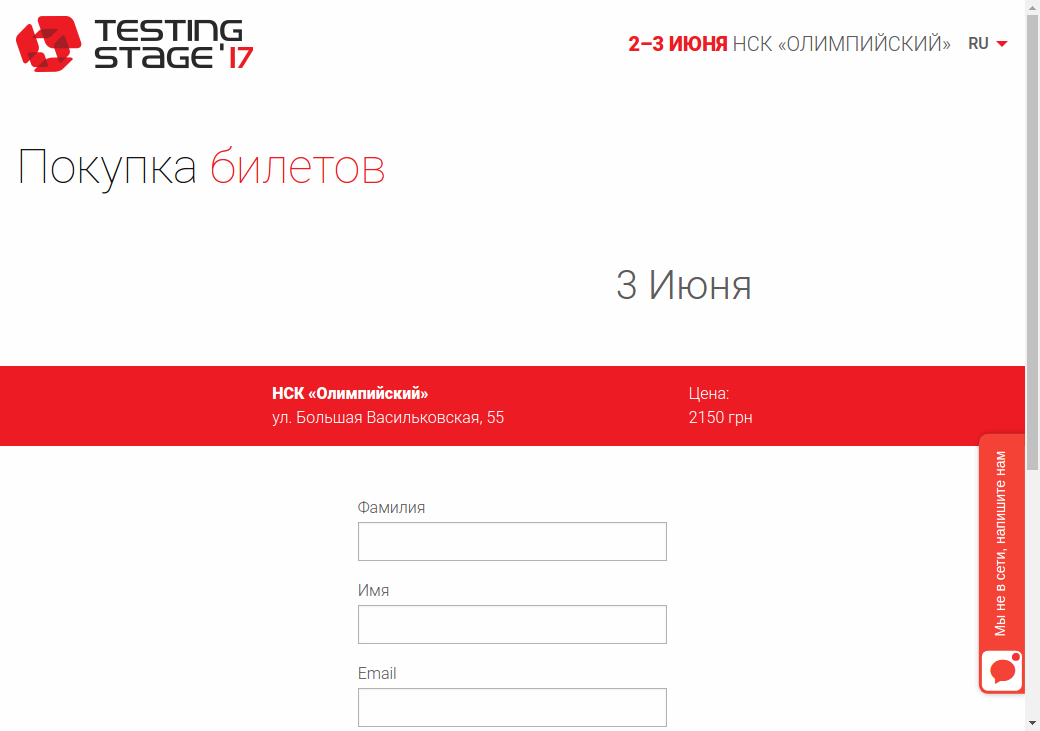 TESTING
STAGE '17
2–3 ИЮНЯ НСК «ОЛИМПИЙСКИЙ»
RU
Покупка билетов
3 Июня
НСК «Олимпийский»
ул. Большая Васильковская, 55
Цена:
2150 грн
Фамилия
Имя
Email
Мы не в сети, напишите нам